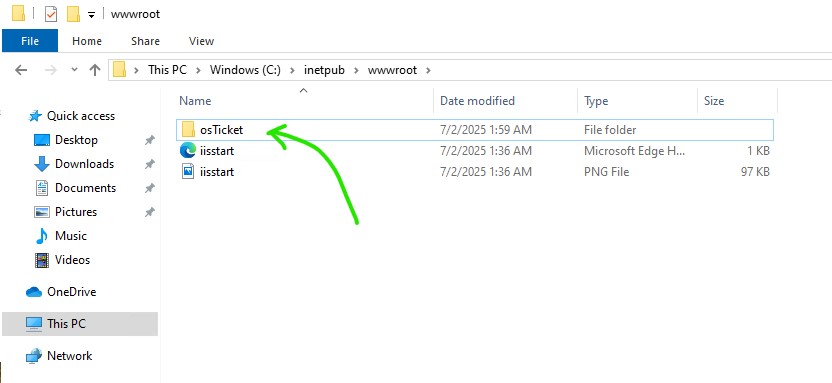 wwwroot
File Home Share View
This PC Windows (C:) inetpub wwwroot
Name Date modified Type Size
Quick access
Desktop
Downloads
Documents
Pictures
Music
Videos
OneDrive
This PC
Network
osTicket 7/2/2025 1:59 AM File folder
iisstart 7/2/2025 1:36 AM Microsoft Edge H... 1 KB
iisstart 7/2/2025 1:36 AM PNG File 97 KB